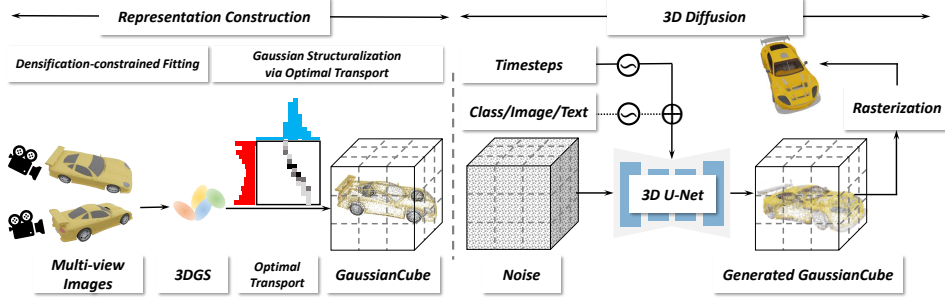 Representation Construction
3D Diffusion
Densification-constrained Fitting
Gaussian Structuralization
via Optimal Transport
Timesteps
Class/Image/Text
Rasterization
3D U-Net
Multi-view
Images
3DGS
Optimal
Transport
GaussianCube
Noise
Generated GaussianCube